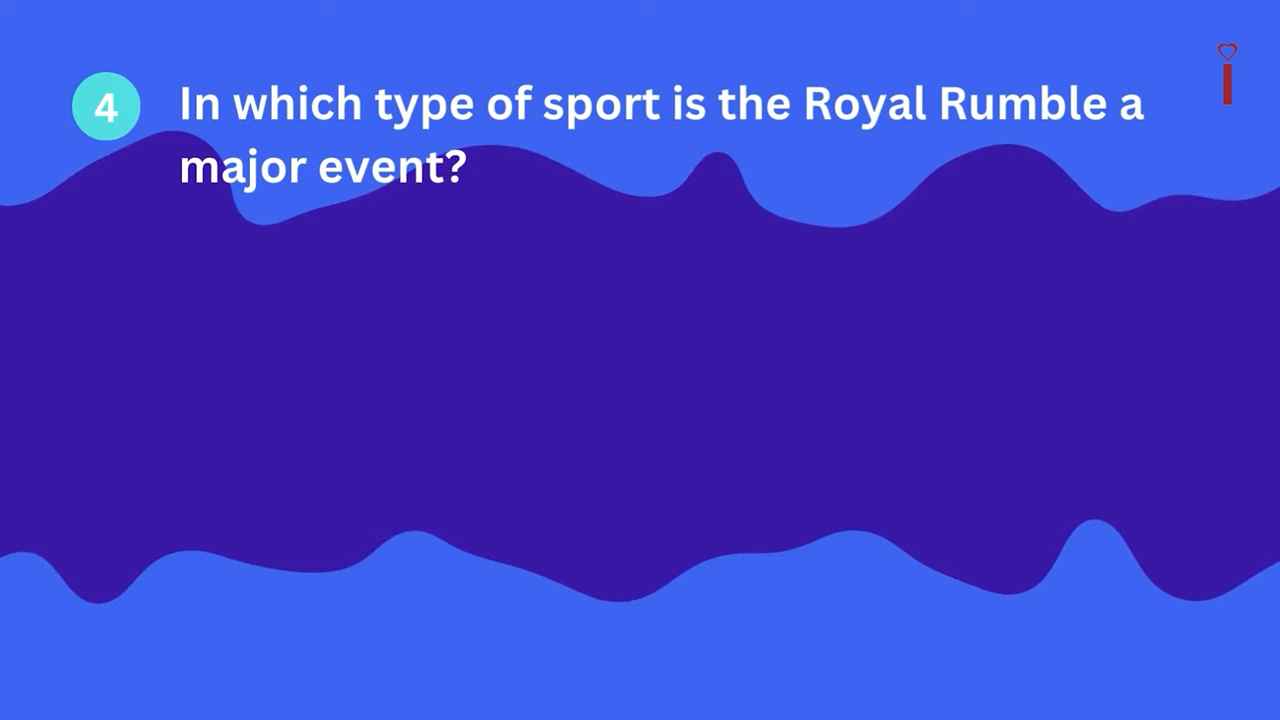 4 In which type of sport is the Royal Rumble a
major event?